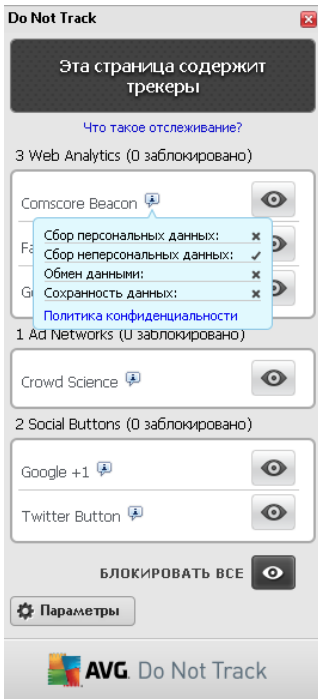 Do Not Track
Эта страница содержит
трекеры
Что такое отслеживание?
3 Web Analytics (0 заблокировано)
Comscore Beacon
Сбор персональных данных:
Сбор неперсональных данных:
Обмен данными:
Сохранность данных:
Политика конфиденциальности
1 Ad Networks (0 заблокировано)
Crowd Science
2 Social Buttons (0 заблокировано)
Google +1
Twitter Button
БЛОКИРОВАТЬ ВСЕ
Параметры
AVG. Do Not Track